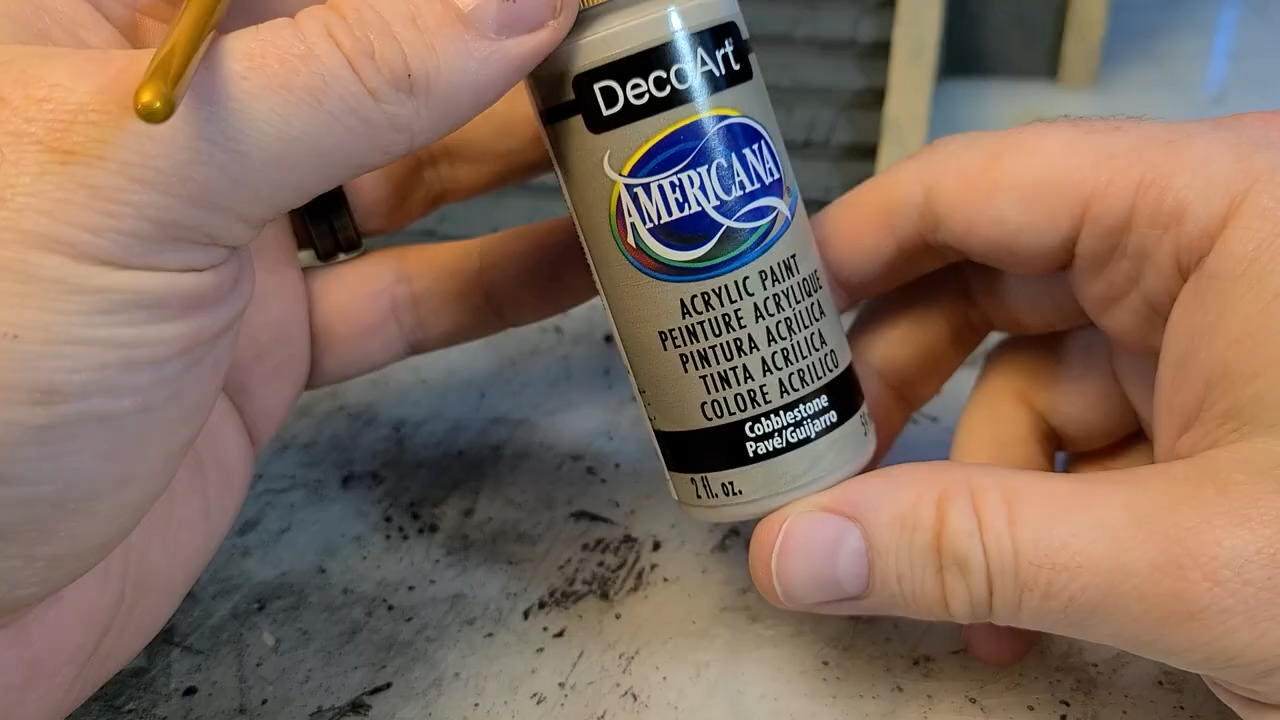 DecoArt
AMERICANA
ACRYLIC PAINT
PEINTURE ACRYLIQUE
PINTURA ACRÍLICA
TINTA ACRÍLICA
COLORE ACRILICO
Cobblestone
Pavé/Guijarro
2 fl. oz.